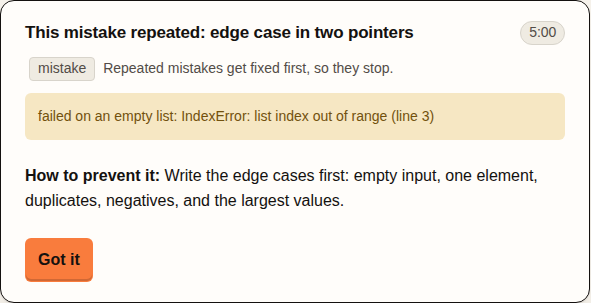 This mistake repeated: edge case in two pointers
5:00
mistake
Repeated mistakes get fixed first, so they stop.
failed on an empty list: IndexError: list index out of range (line 3)
How to prevent it: Write the edge cases first: empty input, one element,
duplicates, negatives, and the largest values.
Got it